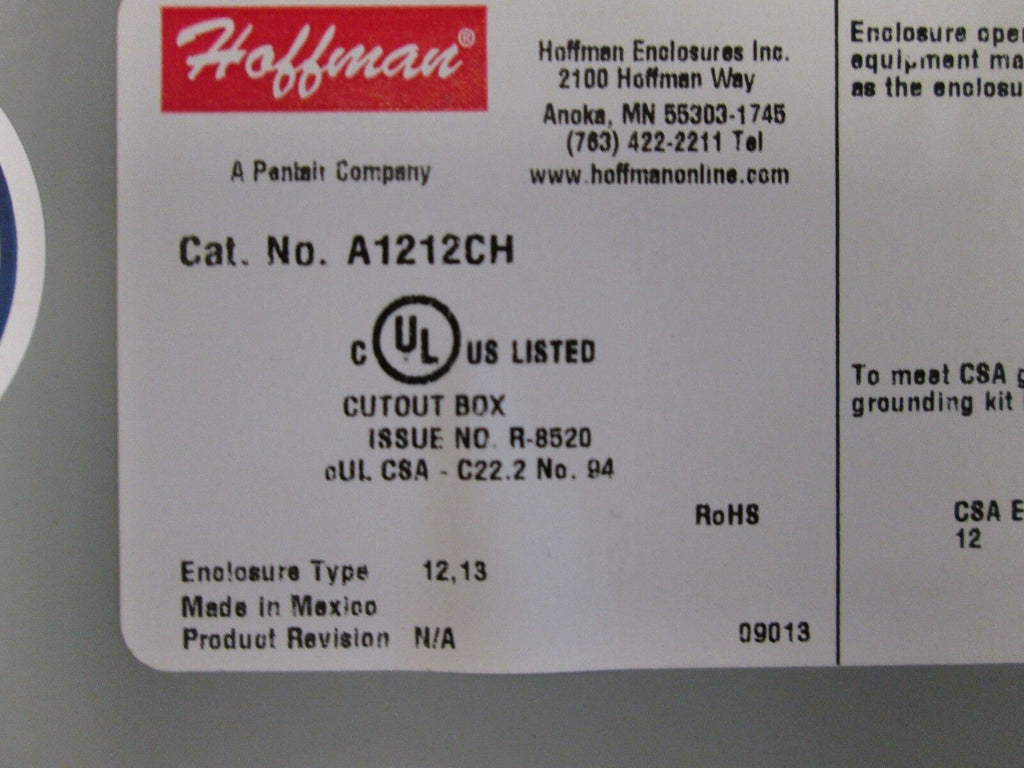 Hoffman®
Hoffman Enclosures Inc.
2100 Hoffman Way
Anoka, MN 55303-1745
(763) 422-2211 Tel
www.hoffmanonline.com
A Pentair Company
Cat. No. A1212CH
C UL US LISTED
CUTOUT BOX
ISSUE NO. R-8520
cUL CSA - C22.2 No. 94
RoHS
Enclosure Type 12,13
Made in Mexico
Product Revision N/A
09013
Enclosure
equipment
as the
To meet CSA
grounding kit
CSA
12